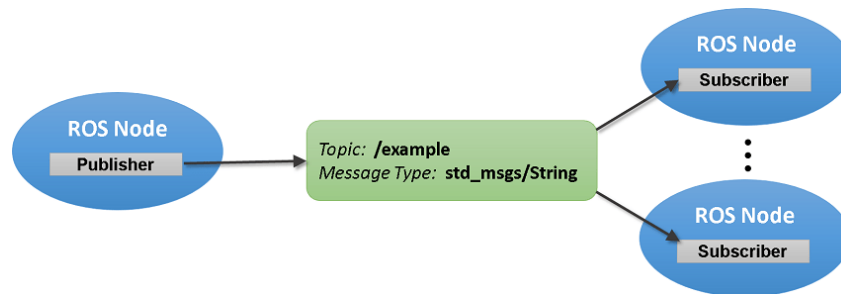 ROS Node
Publisher
Topic: /example
Message Type: std_msgs/String
ROS Node
Subscriber
ROS Node
Subscriber